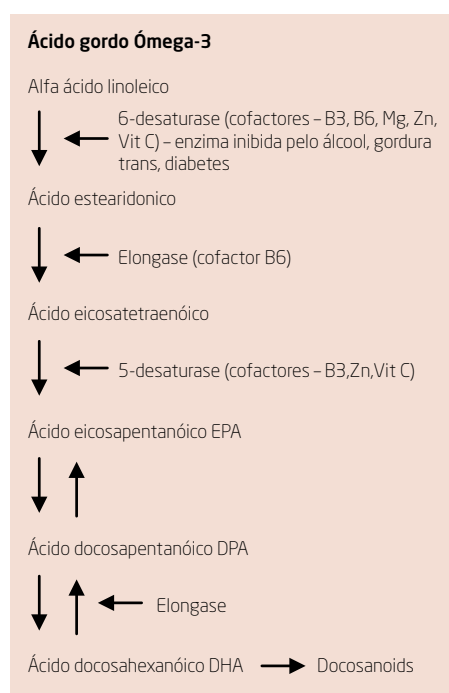 Ácido gordo Ómega-3
Alfa ácido linoleico
6-desaturase (cofactores – B3, B6, Mg, Zn,
Vit C) – enzima inibida pelo álcool, gordura
trans, diabetes
Ácido estearidonico
Elongase (cofactor B6)
Ácido eicosatetraenóico
5-desaturase (cofactores – B3,Zn,Vit C)
Ácido eicosapentanóico EPA
Ácido docosapentanóico DPA
Elongase
Ácido docosahexanóico DHA Docosanoids